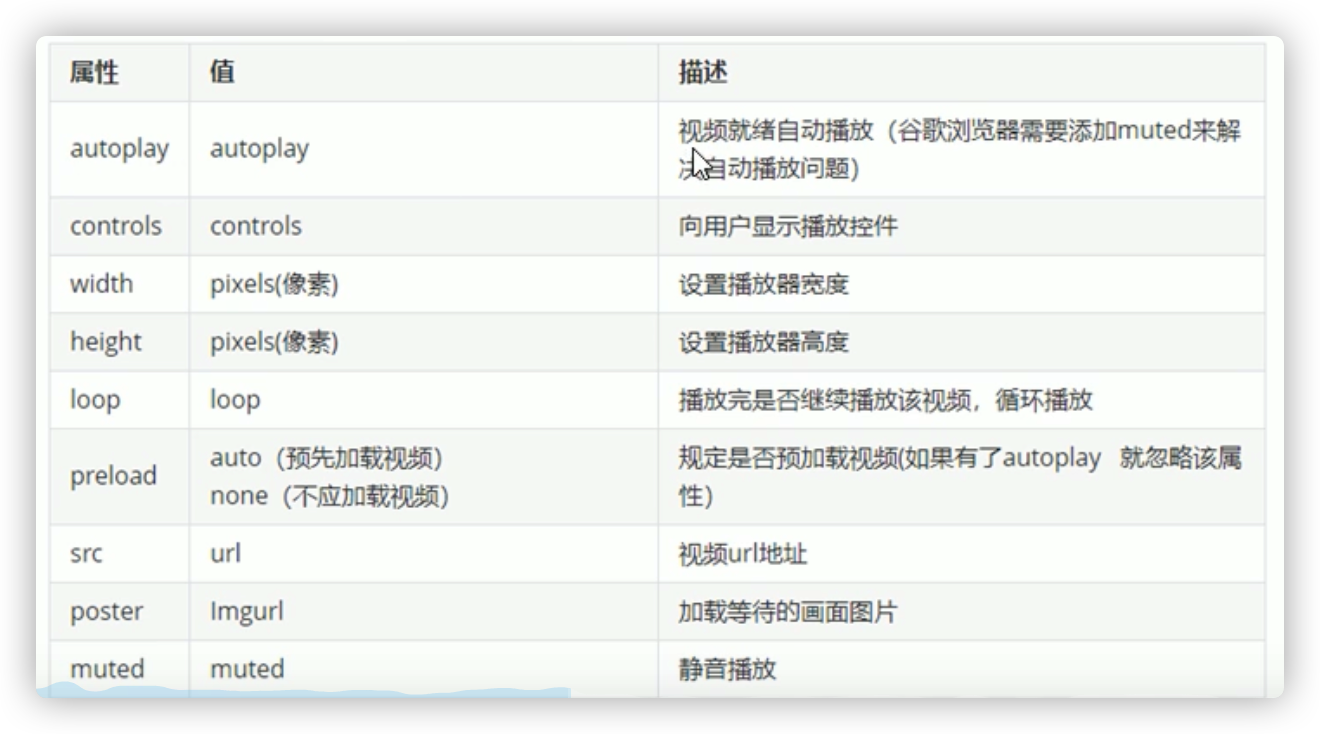 属性 值 描述
autoplay autoplay 视频就绪自动播放（谷歌浏览器需要添加muted来解
决自动播放问题）
controls controls 向用户显示播放控件
width pixels(像素) 设置播放器宽度
height pixels(像素) 设置播放器高度
loop loop 播放完是否继续播放该视频，循环播放
preload auto（预先加载视频） 规定是否预加载视频(如果有了autoplay 就忽略该属
none（不应加载视频） 性）
src url 视频url地址
poster Imgurl 加载等待的画面图片
muted muted 静音播放